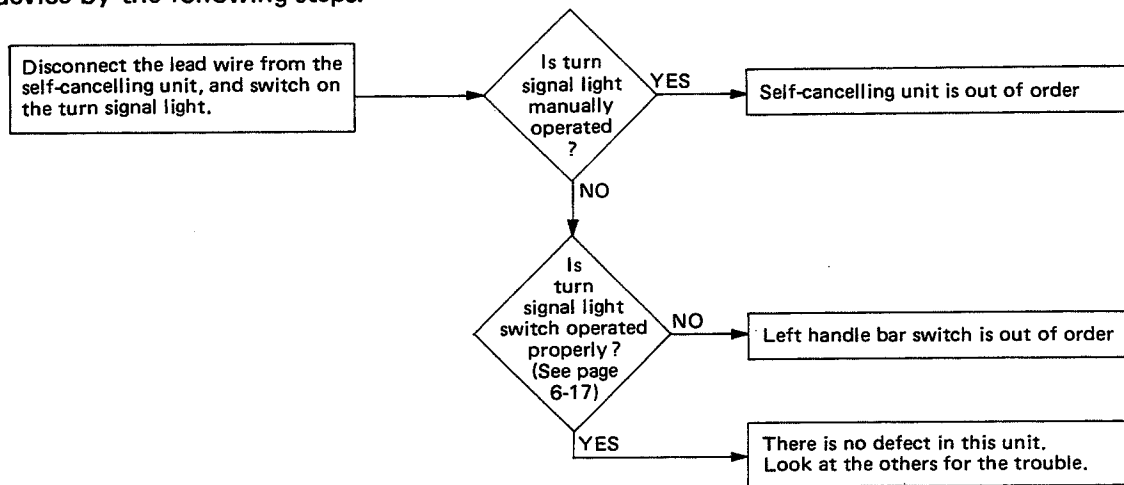 device by the following steps.
Disconnect the lead wire from the
self-cancelling unit, and switch on
the turn signal light.
Is turn
signal light
manually
operated
?
YES
Self-cancelling unit is out of order
NO
Is
turn
signal light
switch operated
properly?
(See page
6-17)
NO
Left handle bar switch is out of order
YES
There is no defect in this unit.
Look at the others for the trouble.